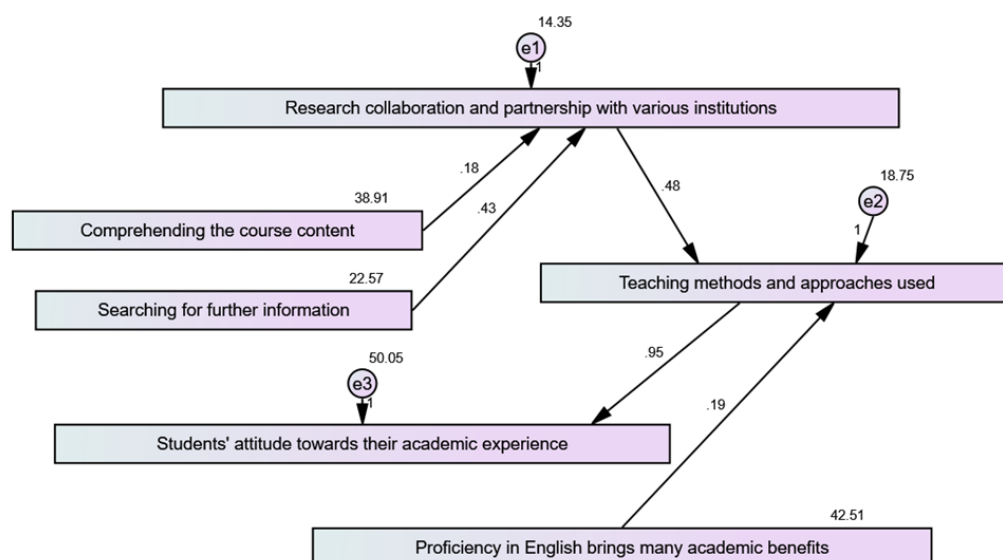 14.35
e1
1
Research collaboration and partnership with various institutions
.18
.48
18.75
38.91
e2
.43
Comprehending the course content
1
22.57
Teaching methods and approaches used
Searching for further information
.95
50.05
e3
1
.19
Students' attitude towards their academic experience
42.51
Proficiency in English brings many academic benefits